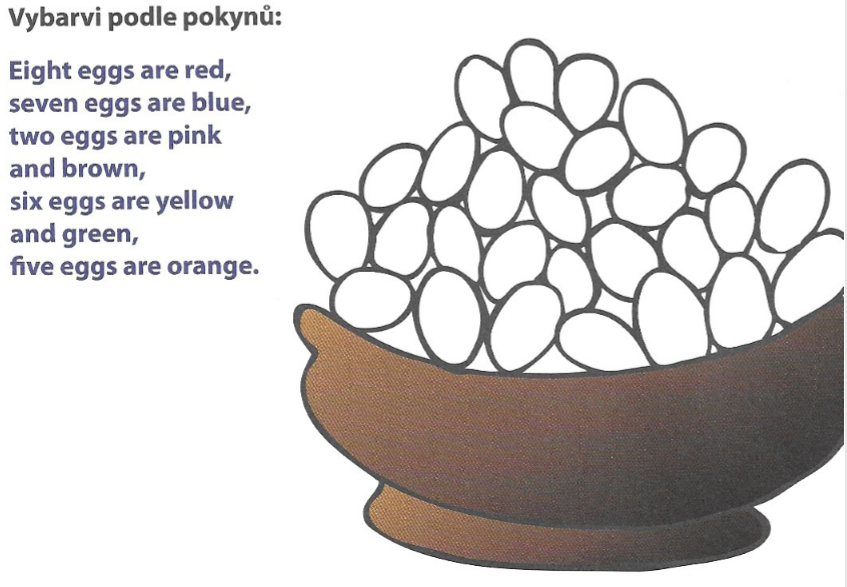 Vybarvi podle pokynů:
Eight eggs are red,
seven eggs are blue,
two eggs are pink
and brown,
six eggs are yellow
and green,
five eggs are orange.